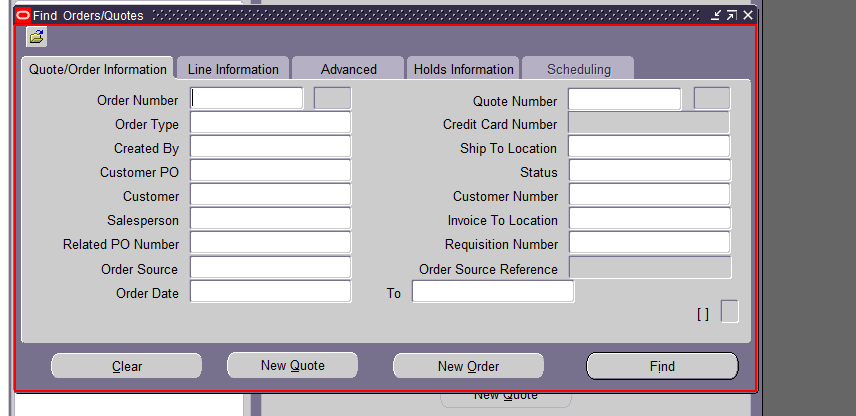 Find Orders/Quotes
Quote/Order Information Line Information Advanced Holds Information Scheduling
Order Number Quote Number
Order Type Credit Card Number
Created By Ship To Location
Customer PO Status
Customer Customer Number
Salesperson Invoice To Location
Related PO Number Requisition Number
Order Source Order Source Reference
Order Date To
[ ]
Clear New Quote New Order Find
New Quote